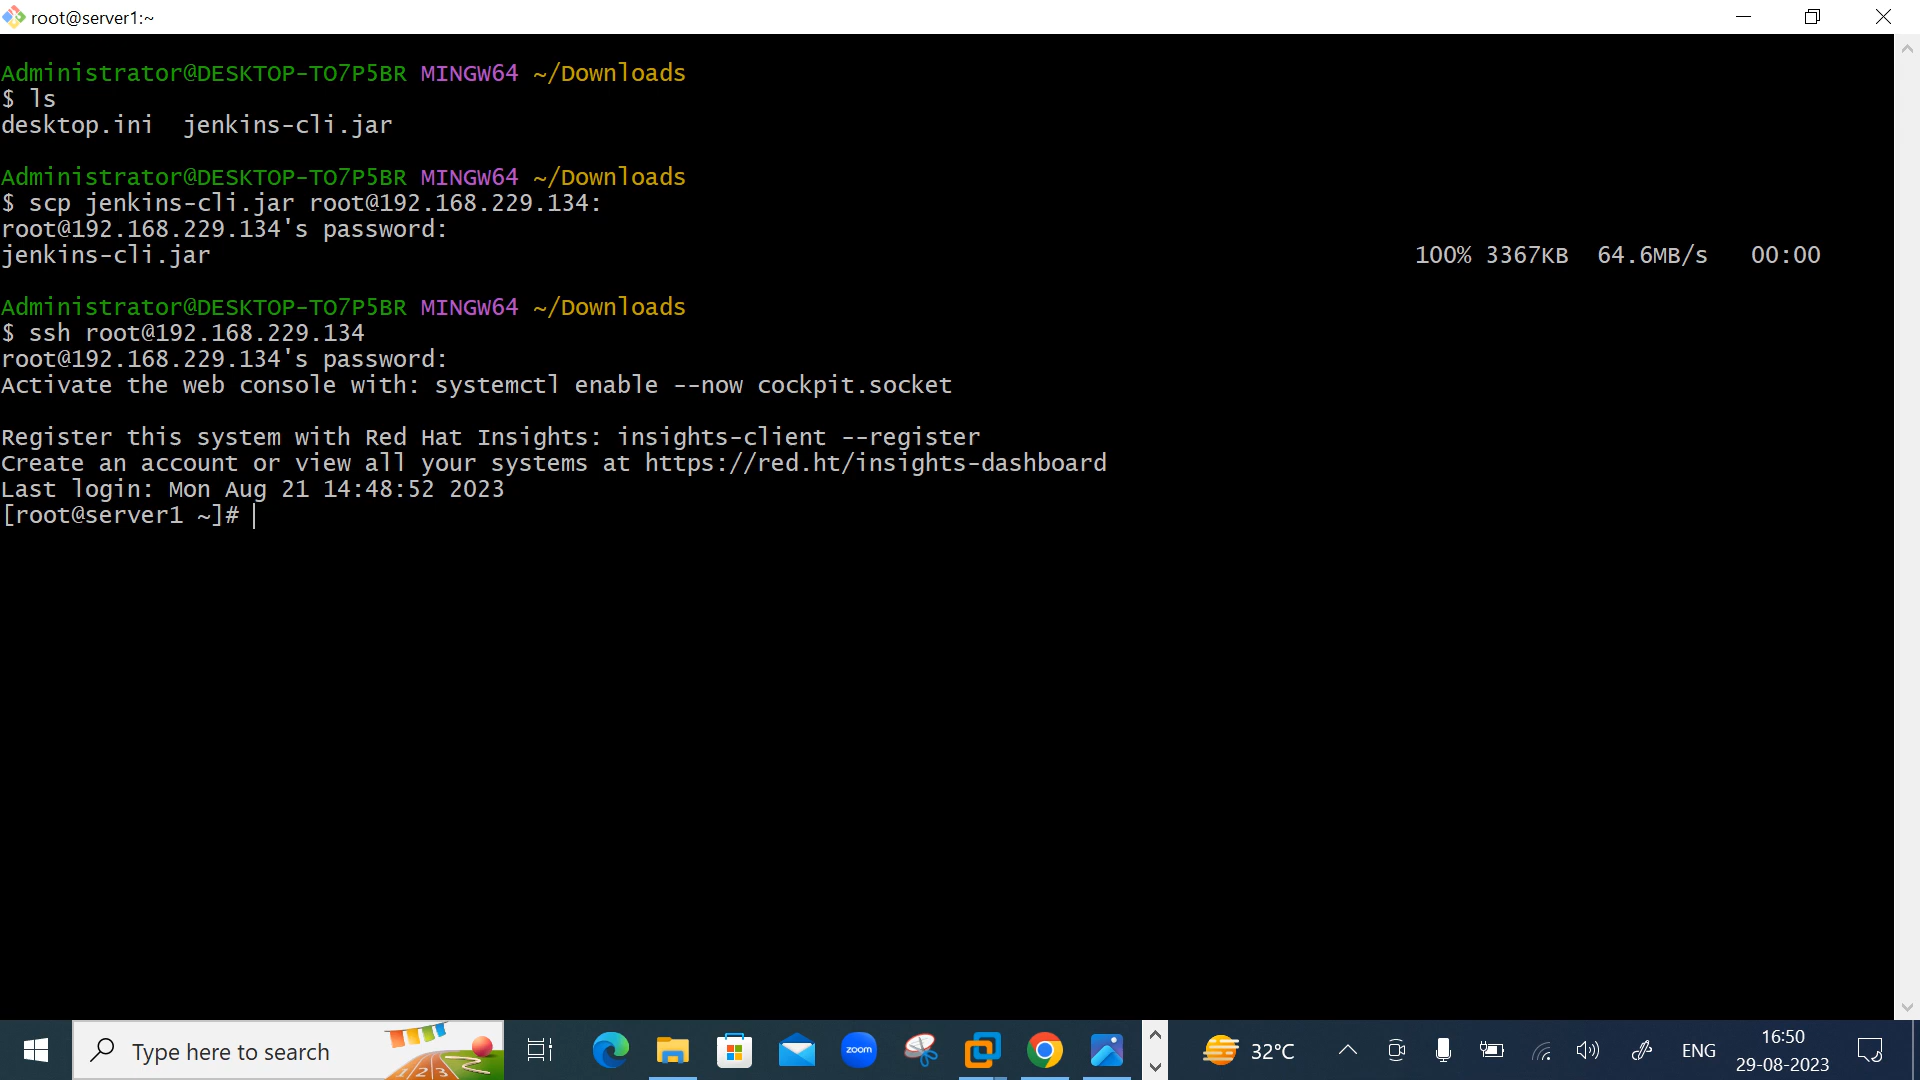 root@server1:~
Administrator@DESKTOP-TO7P5BR MINGW64 ~/Downloads
$ ls
desktop.ini  jenkins-cli.jar
Administrator@DESKTOP-TO7P5BR MINGW64 ~/Downloads
$ scp jenkins-cli.jar root@192.168.229.134:
root@192.168.229.134's password:
jenkins-cli.jar 100% 3367KB 64.6MB/s 00:00
Administrator@DESKTOP-TO7P5BR MINGW64 ~/Downloads
$ ssh root@192.168.229.134
root@192.168.229.134's password:
Activate the web console with: systemctl enable --now cockpit.socket
Register this system with Red Hat Insights: insights-client --register
Create an account or view all your systems at https://red.ht/insights-dashboard
Last login: Mon Aug 21 14:48:52 2023
[root@server1 ~]#
Type here to search
1 2 3
zoom
32°C
ENG
16:50
29-08-2023